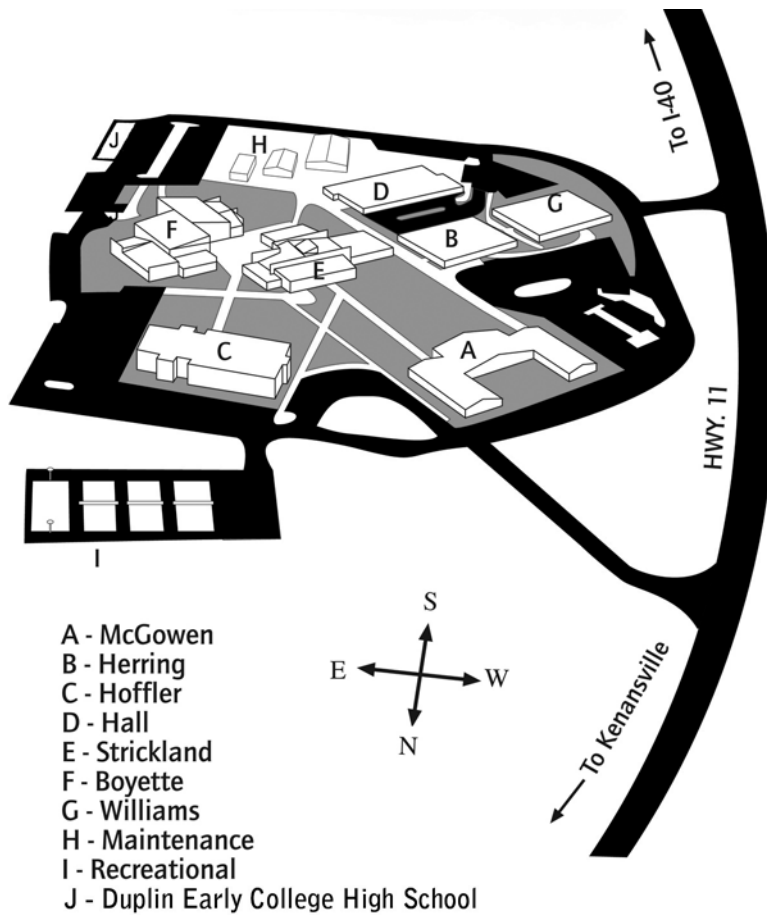 To I-40
J
H
D
G
J
F
B
E
C
A
HWY. 11
I
S
E
W
N
To Kenansville
A - McGowen
B - Herring
C - Hoffler
D - Hall
E - Strickland
F - Boyette
G - Williams
H - Maintenance
I - Recreational
J - Duplin Early College High School